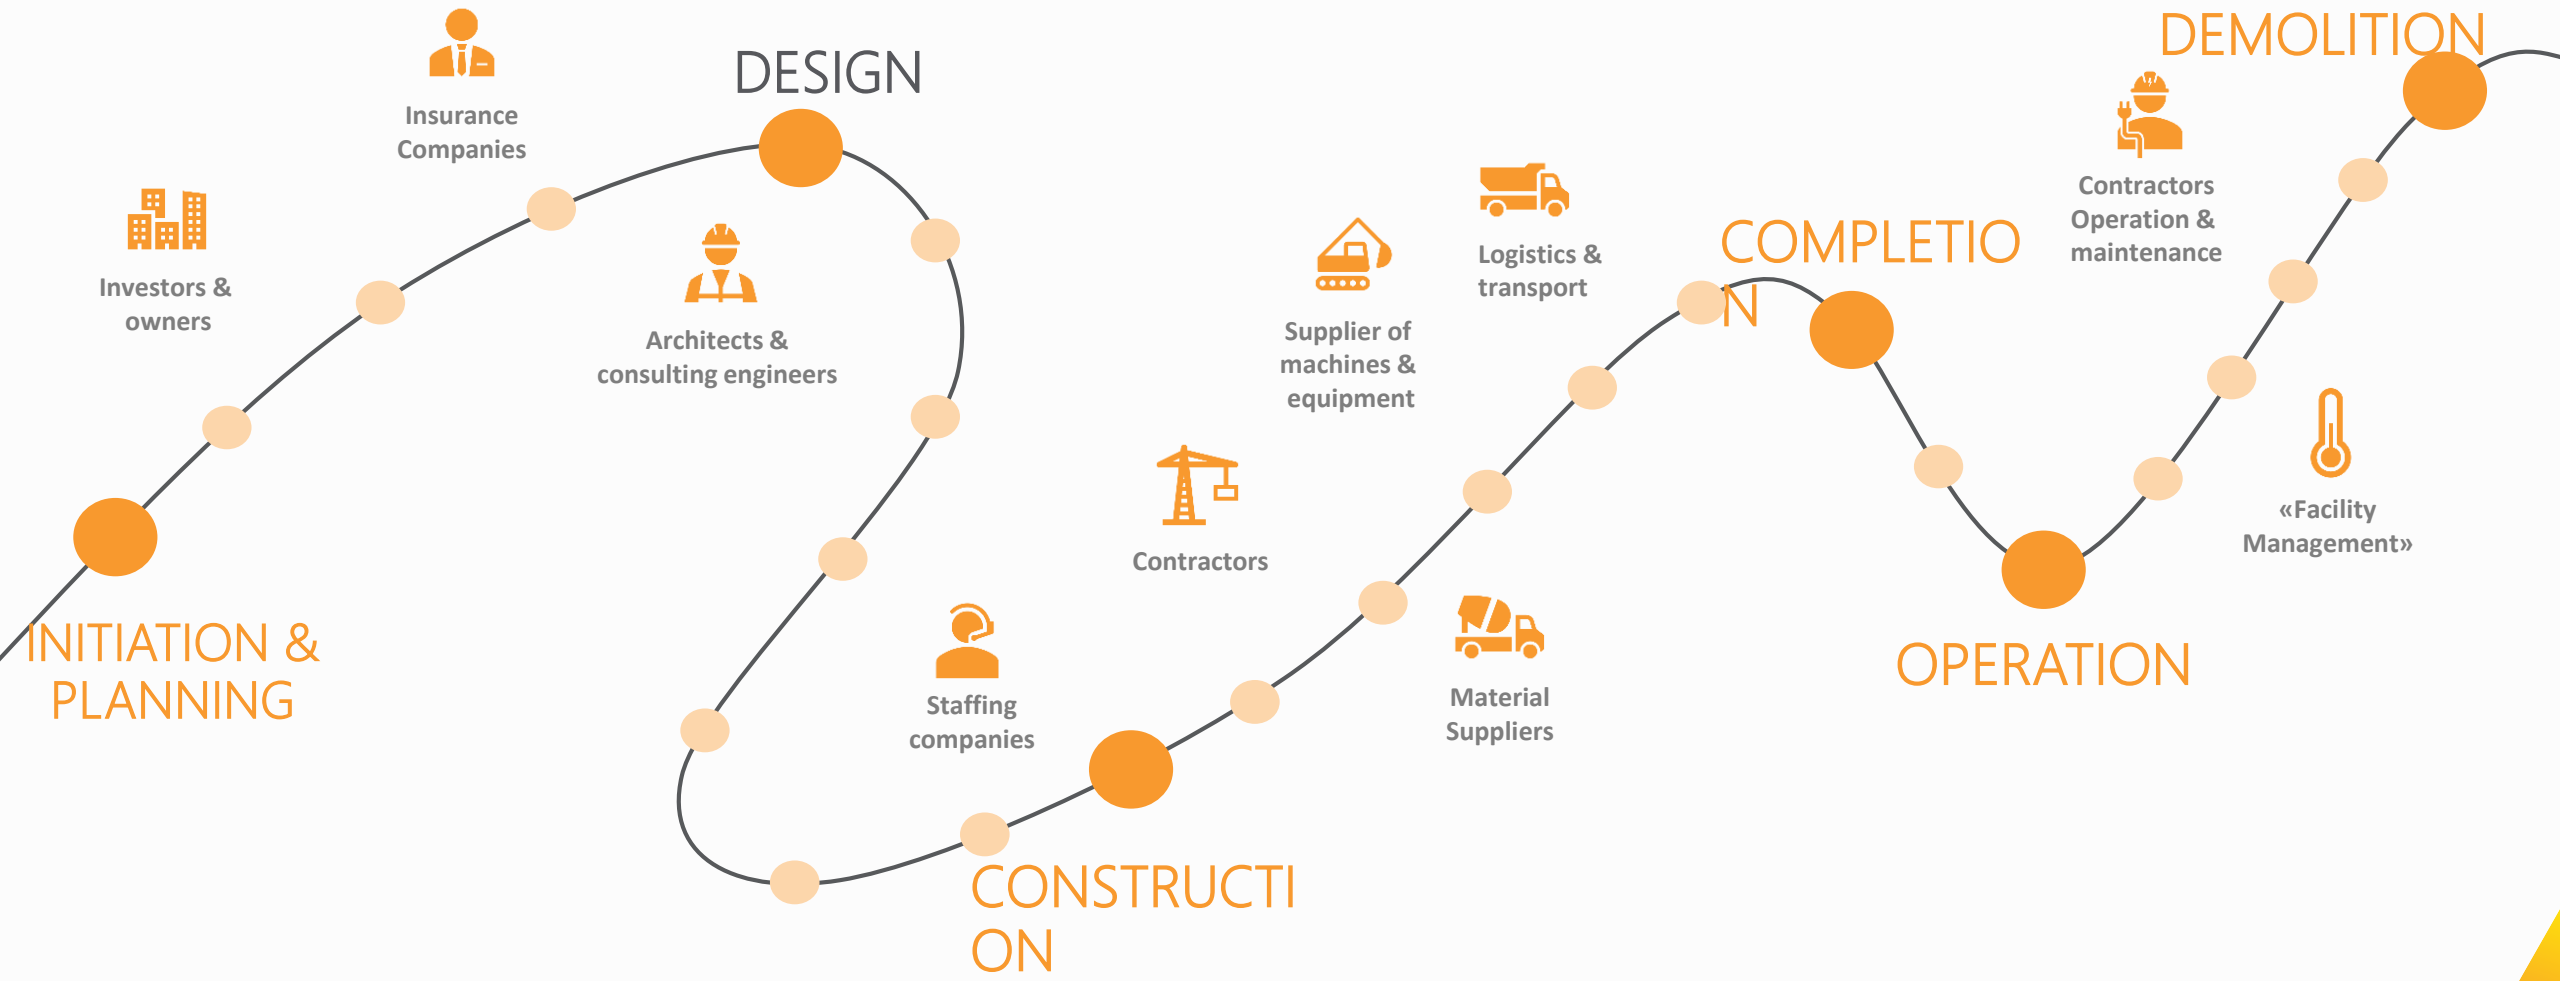 INITIATION &
PLANNING
Investors &
owners
Insurance
Companies
DESIGN
Architects &
consulting engineers
Staffing
companies
CONSTRUCTI
ON
Contractors
Supplier of
machines &
equipment
Logistics &
transport
Material
Suppliers
COMPLETIO
N
OPERATION
Contractors
Operation &
maintenance
«Facility
Management»
DEMOLITION